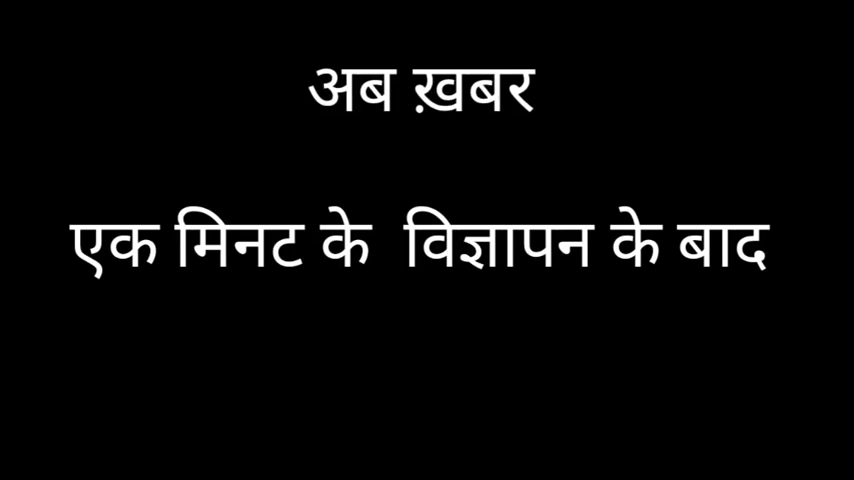 अब ख़बर
एक मिनट के विज्ञापन के बाद